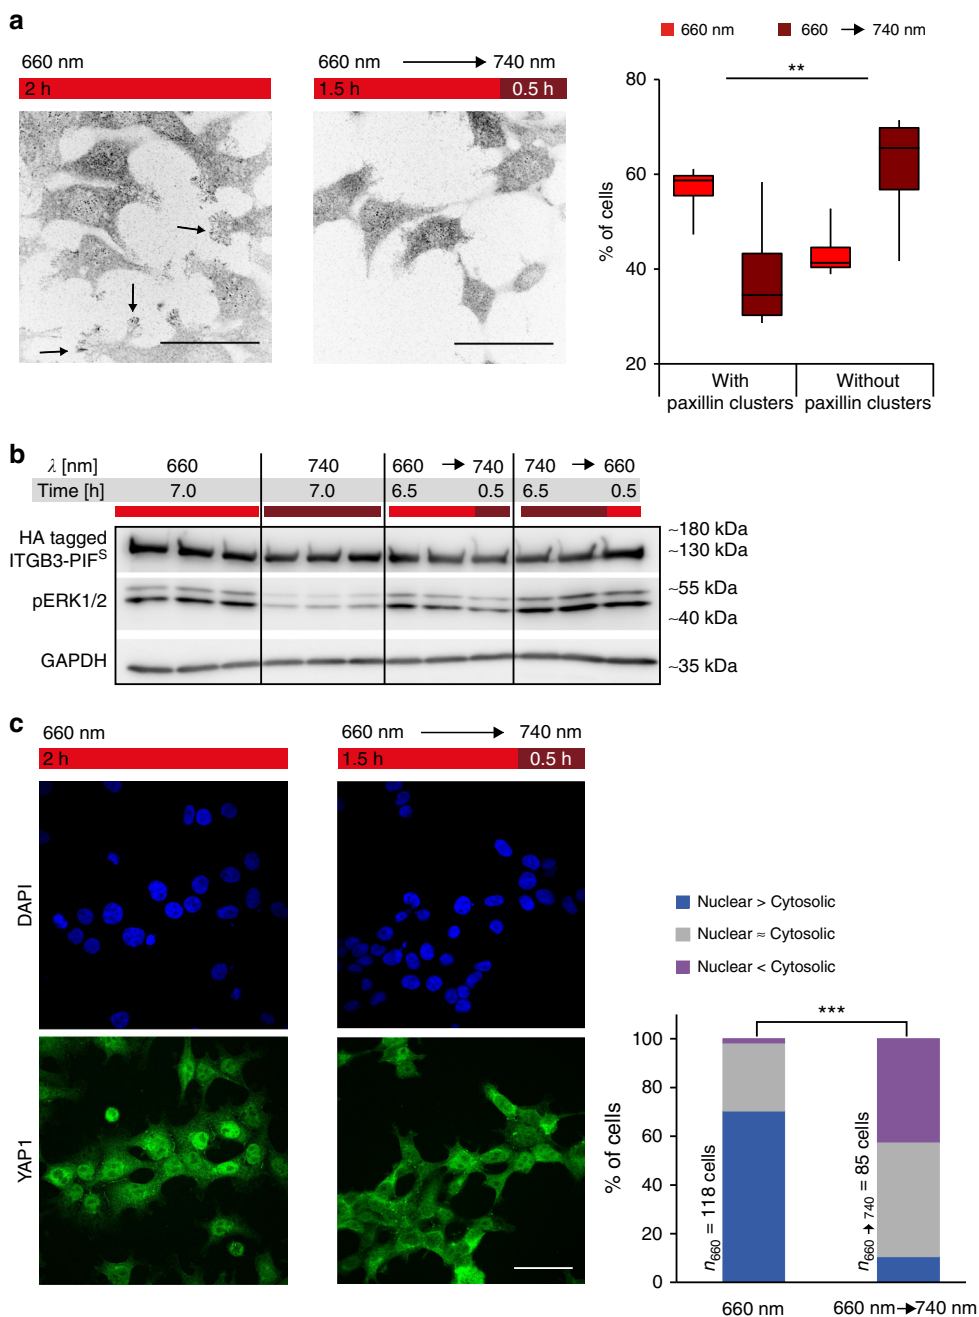 a
660 nm
2 h
660 nm → 740 nm
1.5 h 0.5 h
660 nm 660 → 740 nm
**
80
60
40
20
% of cells
With paxillin clusters
Without paxillin clusters
b
λ [nm] 660 740 660 → 740 740 → 660
Time [h] 7.0 7.0 6.5 0.5 6.5 0.5
HA tagged
ITGB3-PIFS
~180 kDa
~130 kDa
pERK1/2
~55 kDa
~40 kDa
GAPDH
~35 kDa
c
660 nm
2 h
660 nm → 740 nm
1.5 h 0.5 h
DAPI
YAP1
Nuclear > Cytosolic
Nuclear ≈ Cytosolic
Nuclear < Cytosolic
***
100
80
60
40
20
0
% of cells
n660 = 118 cells
n660 → 740 = 85 cells
660 nm
660 nm→740 nm